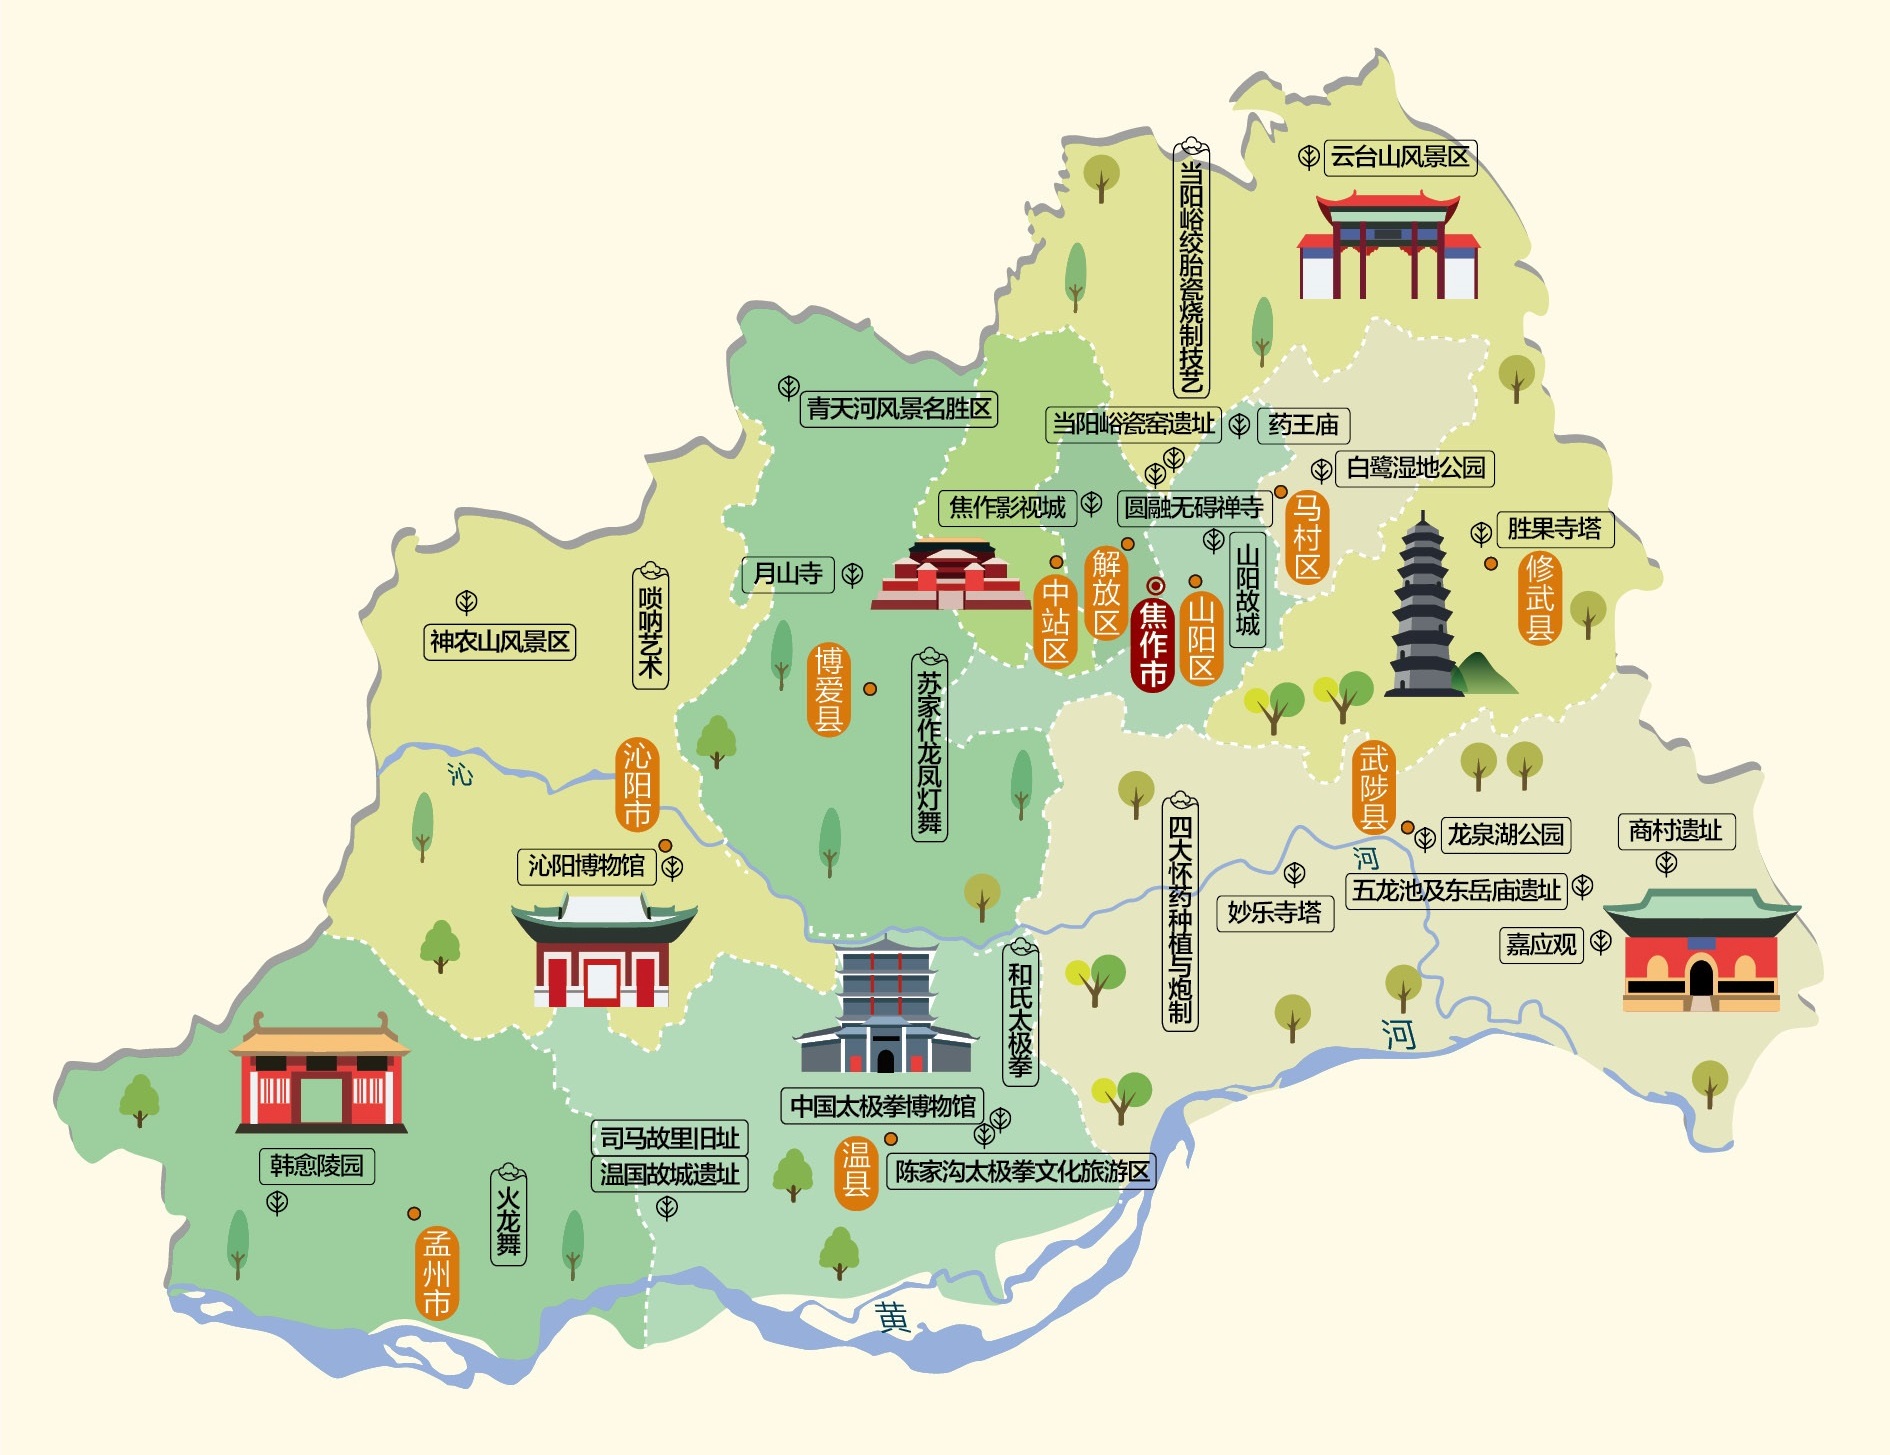 云台山风景区
当阳峪绞胎瓷烧制技艺
青天河风景名胜区
当阳峪瓷窑遗址
药王庙
白鹭湿地公园
焦作影视城
圆融无碍禅寺
马村区
胜果寺塔
修武县
山阳故城
解放区
中站区
焦作市
山阳区
月山寺
神农山风景区
唢呐艺术
博爱县
苏家作龙凤灯舞
沁阳市
沁
武陟县
四大怀药种植与炮制
龙泉湖公园
商村遗址
河
沁阳博物馆
五龙池及东岳庙遗址
妙乐寺塔
嘉应观
和氏太极拳
河
中国太极拳博物馆
司马故里旧址
温国故城遗址
温县
陈家沟太极拳文化旅游区
韩愈陵园
火龙舞
孟州市
黄